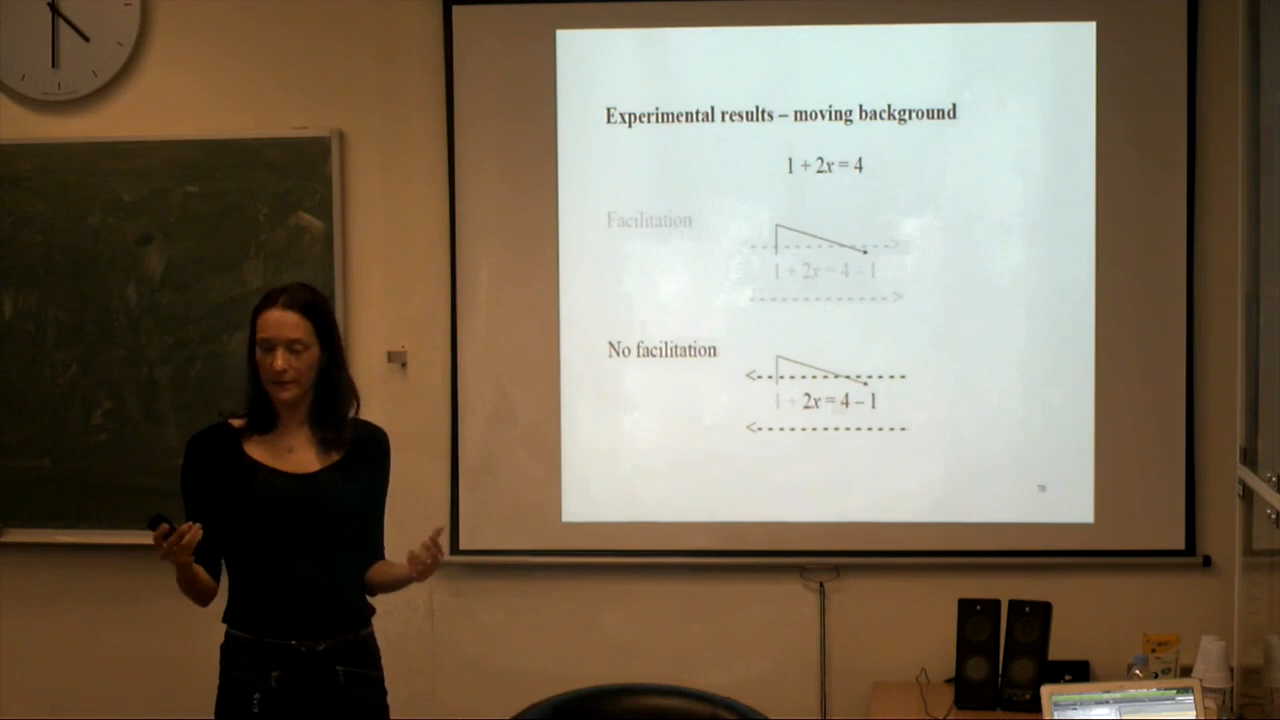 Experimental results – moving background
1 + 2x = 4
Facilitation
1 + 2x = 4 – 1
No facilitation
1 + 2x = 4 – 1